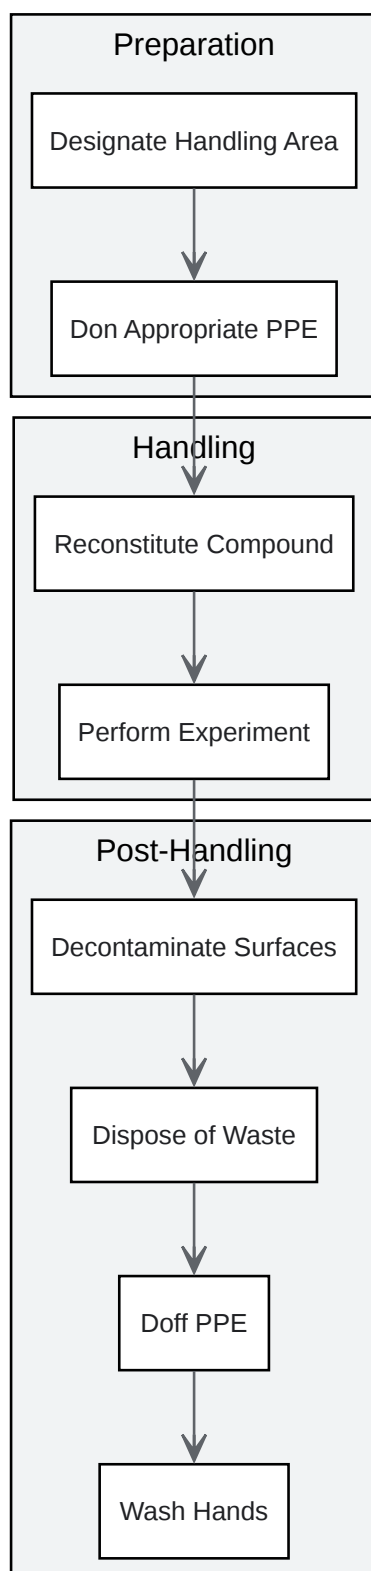 Preparation
Designate Handling Area
Don Appropriate PPE
Handling
Reconstitute Compound
Perform Experiment
Post-Handling
Decontaminate Surfaces
Dispose of Waste
Doff PPE
Wash Hands